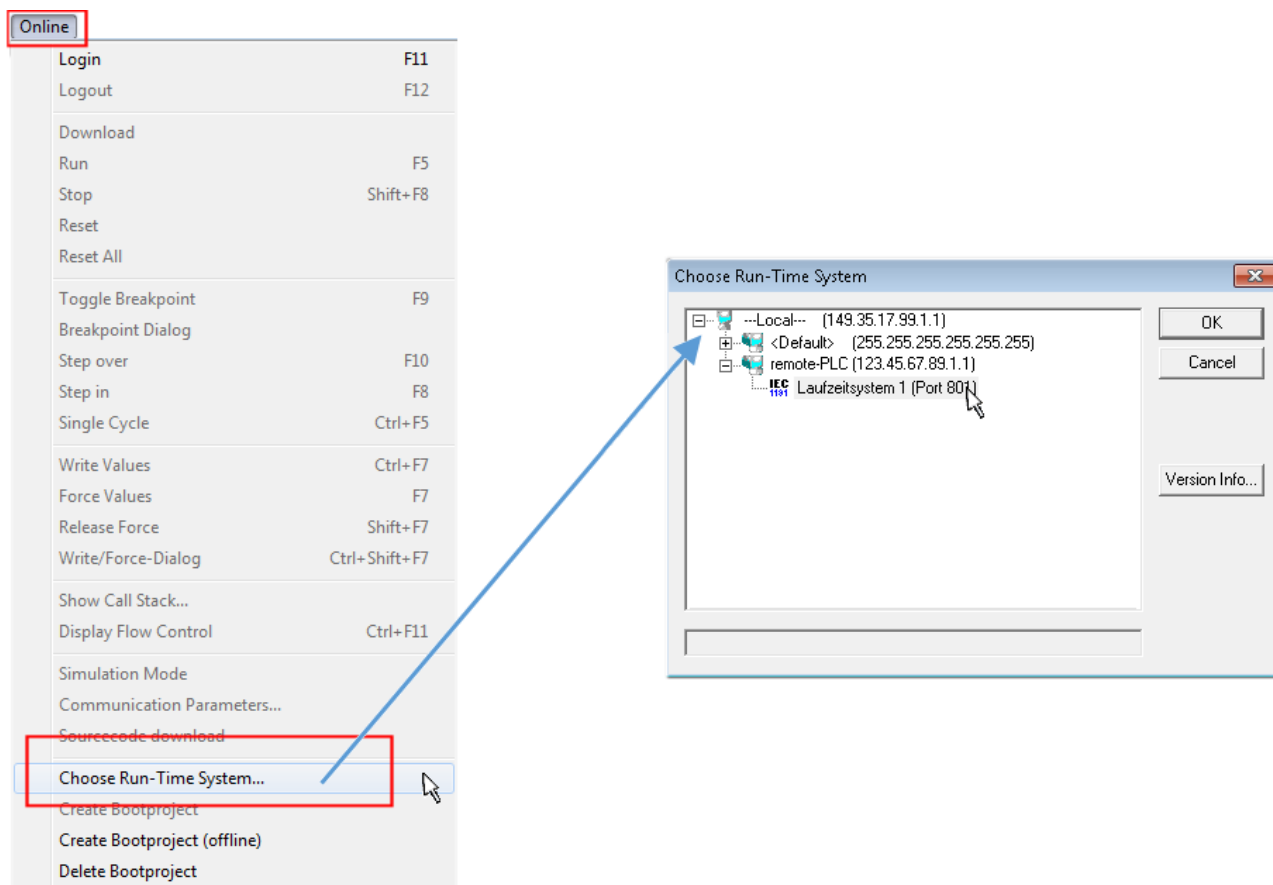 Online
Login F11
Logout F12
Download
Run F5
Stop Shift+F8
Reset
Reset All
Toggle Breakpoint F9
Breakpoint Dialog
Step over F10
Step in F8
Single Cycle Ctrl+F5
Write Values Ctrl+F7
Force Values F7
Release Force Shift+F7
Write/Force-Dialog Ctrl+Shift+F7
Show Call Stack...
Display Flow Control Ctrl+F11
Simulation Mode
Communication Parameters...
Sourcecode download
Choose Run-Time System...
Create Bootproject
Create Bootproject (offline)
Delete Bootproject
Choose Run-Time System
---Local--- (149.35.17.99.1.1)
<Default> (255.255.255.255.255.255)
remote-PLC (123.45.67.89.1.1)
IEC
1131
Laufzeitsystem 1 (Port 801)
OK
Cancel
Version Info...